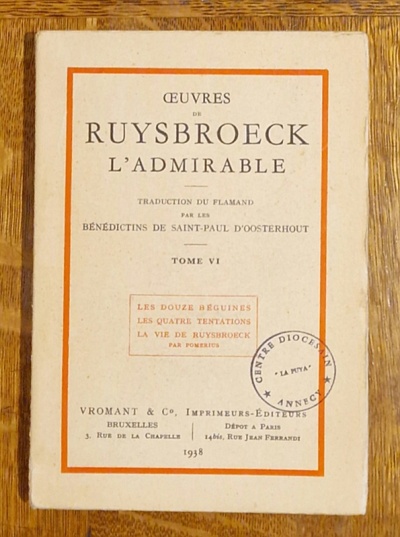 ŒUVRES
DE
RUYSBROECK
L'ADMIRABLE
TRADUCTION DU FLAMAND
PAR LES
BÉNÉDICTINS DE SAINT-PAUL D'OOSTERHOUT
TOME VI
LES DOUZE BÉGUINES
LES QUATRE TENTATIONS
LA VIE DE RUYSBROECK
PAR POMERIUS
CENTRE DIOCESAIN
"LA PUYA"
ANNECY
VROMANT & Co, IMPRIMEURS-ÉDITEURS
BRUXELLES
3, RUE DE LA CHAPELLE
DÉPOT A PARIS
14bis, RUE JEAN FERRANDI
1938